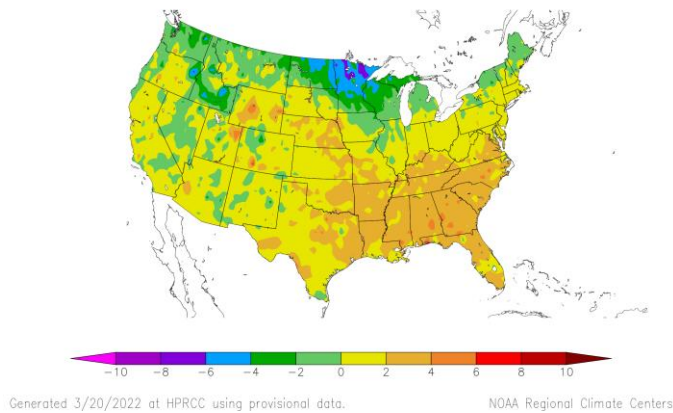 2
-10 -8 -6 -4 -2 0 2 4 6 8 10
Generated 3/20/2022 at HPRCC using provisional data. NOAA Regional Climate Centers